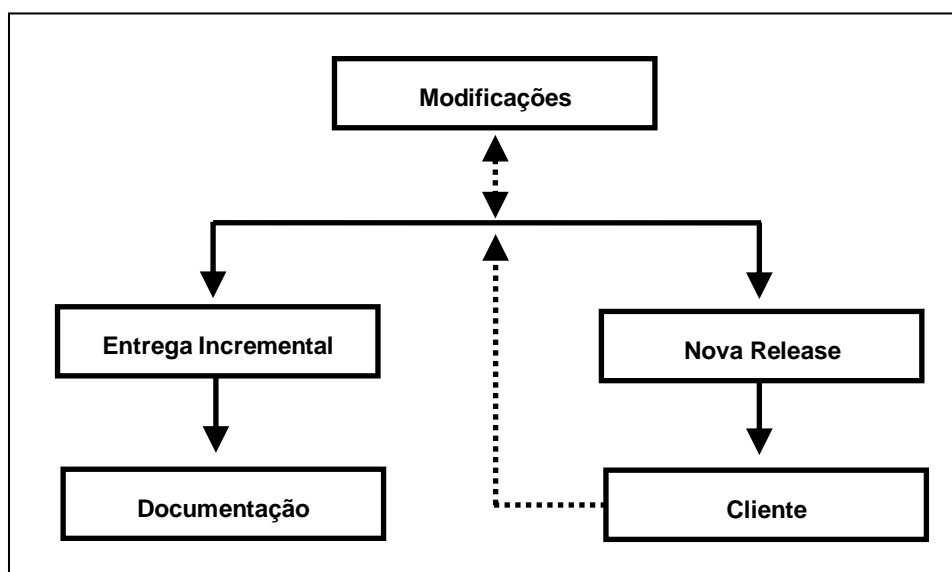 Modificações
Entrega Incremental
Nova Release
Documentação
Cliente